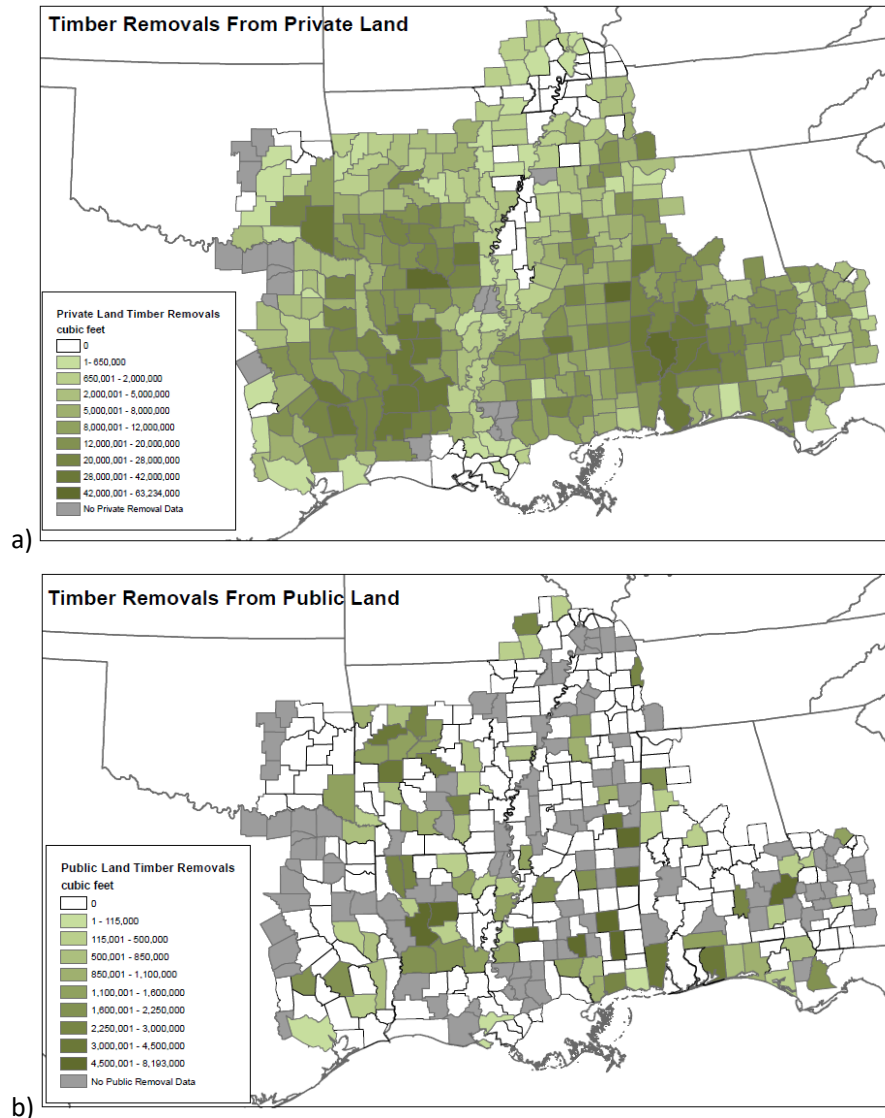 Timber Removals From Private Land
Private Land Timber Removals
cubic feet
0
1- 650,000
650,001 - 2,000,000
2,000,001 - 5,000,000
5,000,001 - 8,000,000
8,000,001 - 12,000,000
12,000,001 - 20,000,000
20,000,001 - 28,000,000
28,000,001 - 42,000,000
42,000,001 - 63,234,000
No Private Removal Data
a)
Timber Removals From Public Land
Public Land Timber Removals
cubic feet
0
1 - 115,000
115,001 - 500,000
500,001 - 850,000
850,001 - 1,100,000
1,100,001 - 1,600,000
1,600,001 - 2,250,000
2,250,001 - 3,000,000
3,000,001 - 4,500,000
4,500,001 - 8,193,000
No Public Removal Data
b)